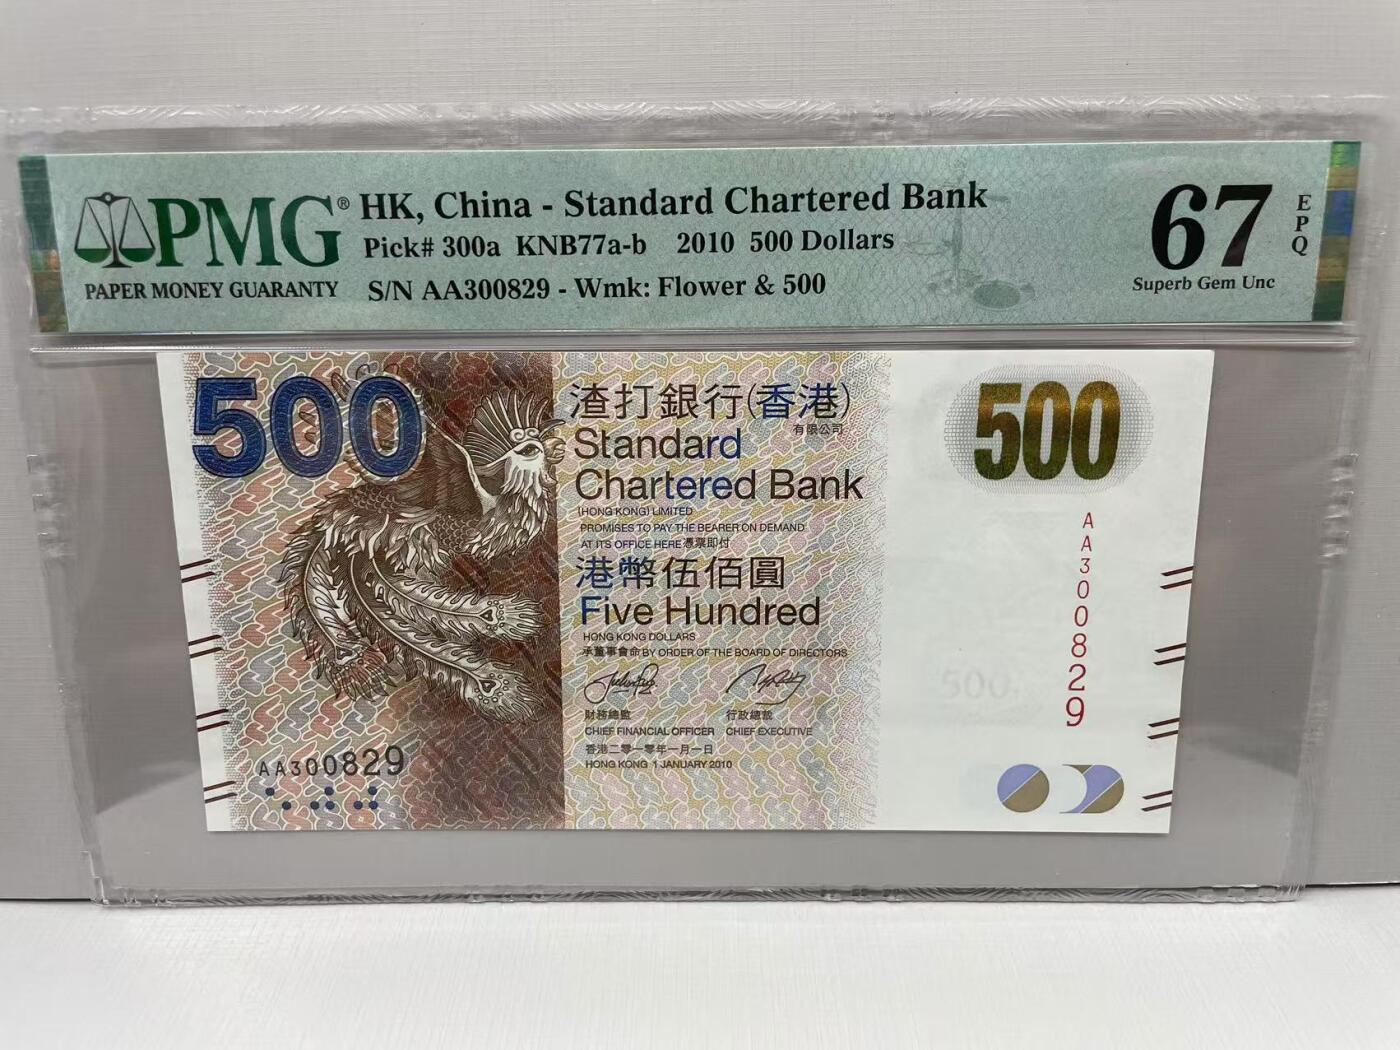 PMG®
PAPER MONEY GUARANTY
HK, China - Standard Chartered Bank
Pick# 300a KNB77a-b 2010 500 Dollars
S/N AA300829 - Wmk: Flower & 500
67
EPQ
Superb Gem Unc
500
渣打銀行(香港)
有限公司
Standard
Chartered Bank
(HONG KONG) LIMITED
PROMISES TO PAY THE BEARER ON DEMAND
AT ITS OFFICE HERE 憑票即付
港幣伍佰圓
Five Hundred
HONG KONG DOLLARS
承董事會命 BY ORDER OF THE BOARD OF DIRECTORS
財務總監 行政總裁
CHIEF FINANCIAL OFFICER CHIEF EXECUTIVE
香港二零一零年一月一日
HONG KONG 1 JANUARY 2010
AA300829
500
AA300829
500